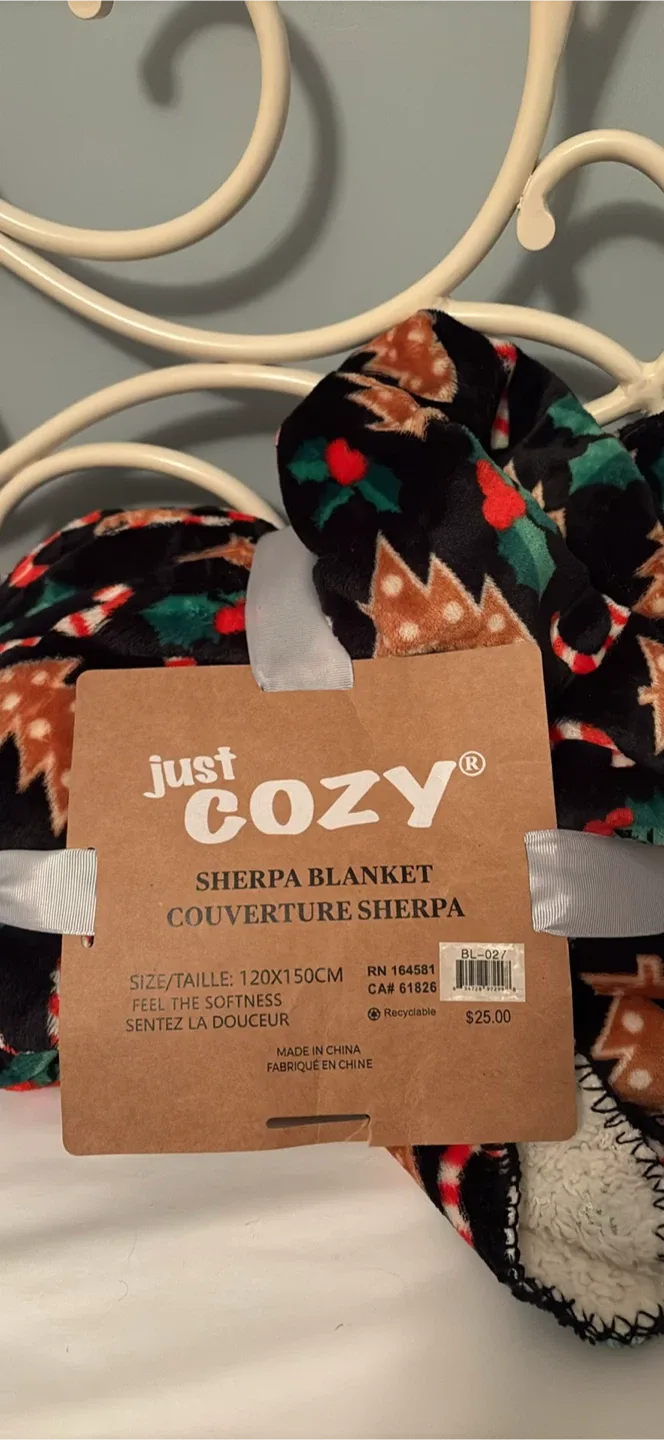 just
COZY®
SHERPA BLANKET
COUVERTURE SHERPA
SIZE/TAILLE: 120X150CM
FEEL THE SOFTNESS
SENTEZ LA DOUCEUR
RN 164581
CA# 61826
Recyclable
BL-027
$25.00
MADE IN CHINA
FABRIQUÉ EN CHINE